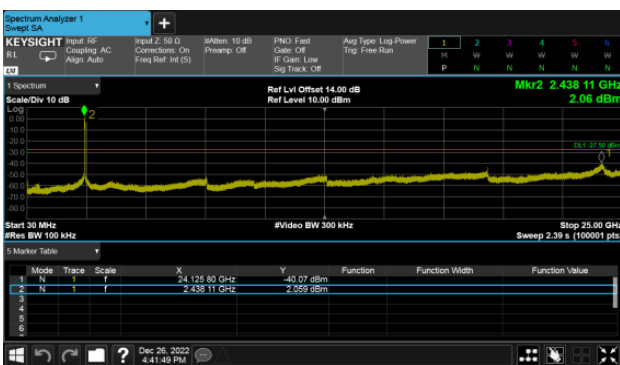 Spectrum Analyzer 1
Swept SA
+
KEYSIGHT Input: RF Input Z: 50 Ω #Atten: 10 dB PNO: Fast Avg Type: Log-Power 1 2 3 4 5 6
RL Coupling: AC Corrections: On Preamp: Off Gate: Off Trig: Free Run M W W W W W
Align: Auto Freq Ref: Int (S) IF Gain: Low P N N N N N
LXI Sig Track: Off
1 Spectrum Ref Lvl Offset 14.00 dB Mkr2 2.438 11 GHz
Scale/Div 10 dB Ref Level 10.00 dBm 2.06 dBm
Log
0.00
2
-10.0
-20.0
DL1 -27.50 dBm
-30.0
1
-40.0
-50.0
-60.0
-70.0
-80.0
Start 30 MHz #Video BW 300 kHz Stop 25.00 GHz
#Res BW 100 kHz Sweep 2.39 s (100001 pts
5 Marker Table
Mode Trace Scale X Y Function Function Width Function Value
1 N 1 f 24.125 80 GHz -40.07 dBm
2 N 1 f 2.438 11 GHz 2.059 dBm
3
4
5
6
? Dec 26, 2022
4:41:49 PM